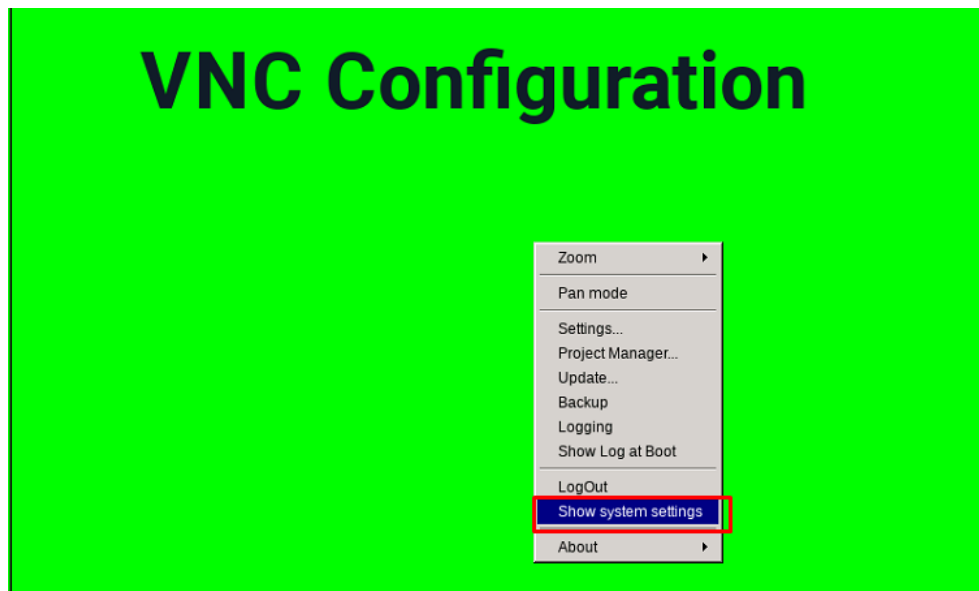 VNC Configuration
Zoom
Pan mode
Settings...
Project Manager...
Update...
Backup
Logging
Show Log at Boot
LogOut
Show system settings
About